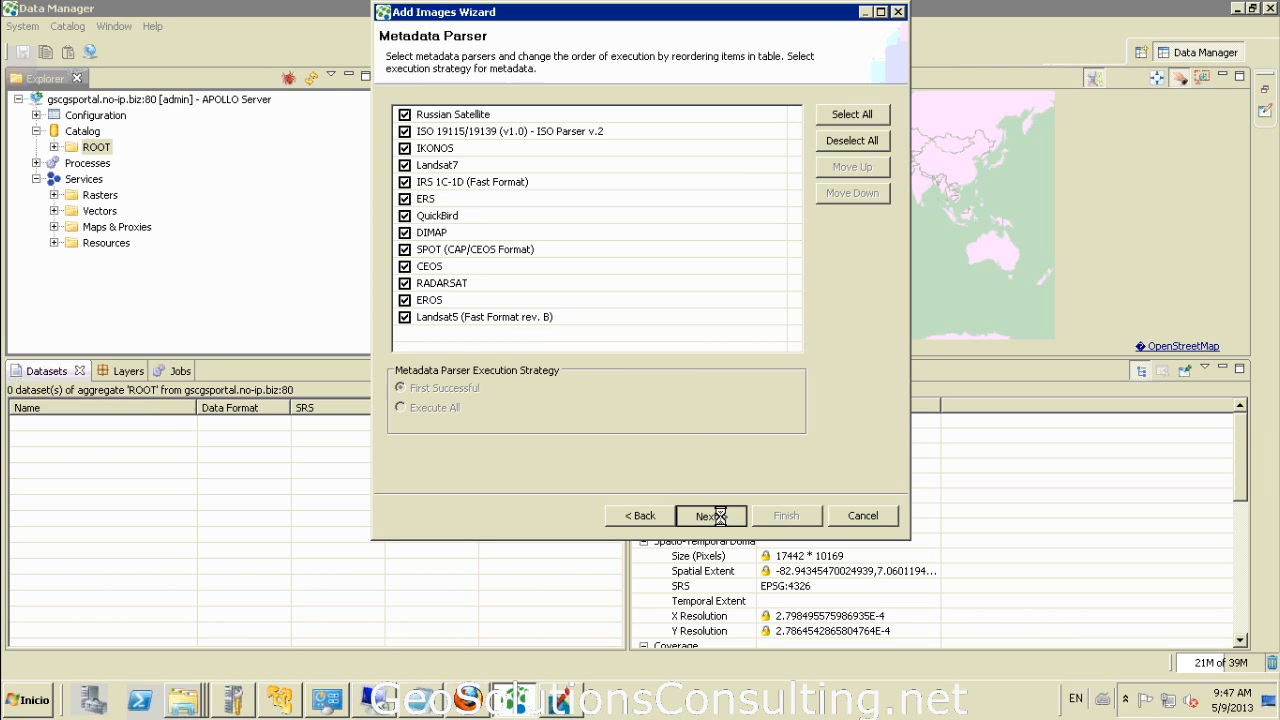 Data Manager
System Catalog Window Help
Data Manager
Explorer
gscgsportal.no-ip.biz:80 [admin] - APOLLO Server
Configuration
Catalog
ROOT
Processes
Services
Rasters
Vectors
Maps & Proxies
Resources
Add Images Wizard
Metadata Parser
Select metadata parsers and change the order of execution by reordering items in table. Select
execution strategy for metadata.
Russian Satellite
ISO 19115/19139 (v1.0) - ISO Parser v.2
IKONOS
Landsat7
IRS 1C-1D (Fast Format)
ERS
QuickBird
DIMAP
SPOT (CAP/CEOS Format)
CEOS
RADARSAT
EROS
Landsat5 (Fast Format rev. B)
Select All
Deselect All
Move Up
Move Down
Metadata Parser Execution Strategy
First Successful
Execute All
< Back Next Finish Cancel
© OpenStreetMap
Datasets Layers Jobs
0 dataset(s) of aggregate 'ROOT' from gscgsportal.no-ip.biz:80
Name Data Format SRS
Spatio-Temporal Doma
Size (Pixels) 17442 * 10169
Spatial Extent -82.94345470024939,7.0601194...
SRS EPSG:4326
Temporal Extent
X Resolution 2.798495575986935E-4
Y Resolution 2.7864542865804764E-4
Coverage
21M of 39M
Inicio
GeoSolutionsConsulting.net
EN
9:47 AM
5/9/2013